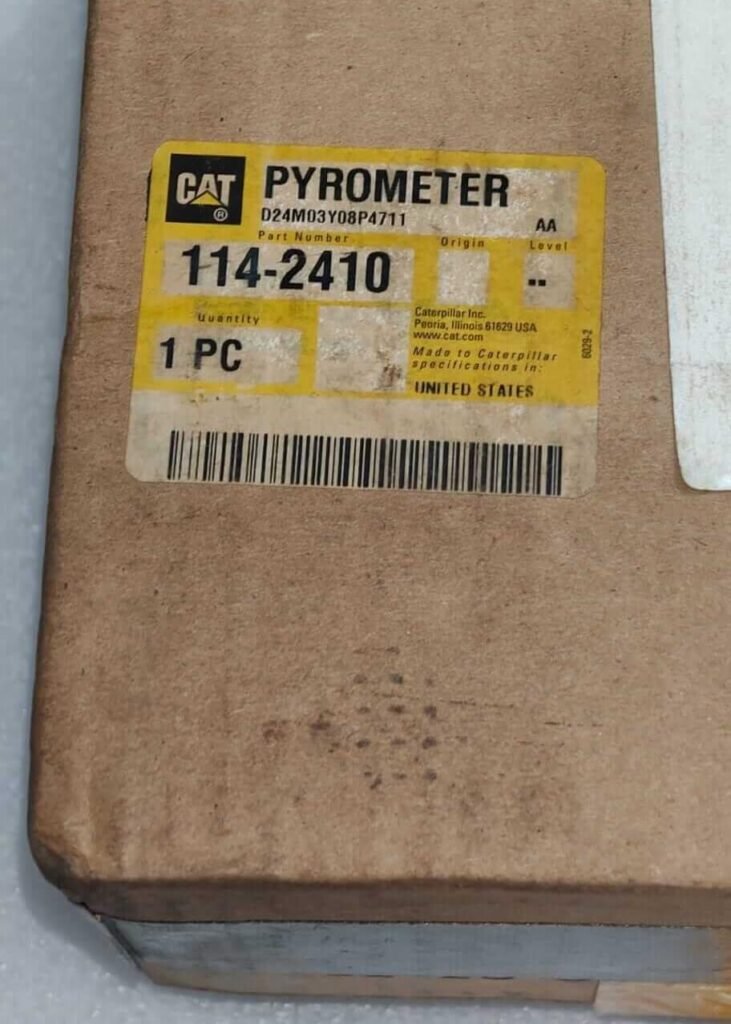 CAT ®
PYROMETER
D24M03Y08P4711
AA
Part Number
Origin
Level
114-2410
--
Quantity
1 PC
Caterpillar Inc.
Peoria, Illinois 61629 USA
www.cat.com
Made to Caterpillar
specifications in:
UNITED STATES
6029-2